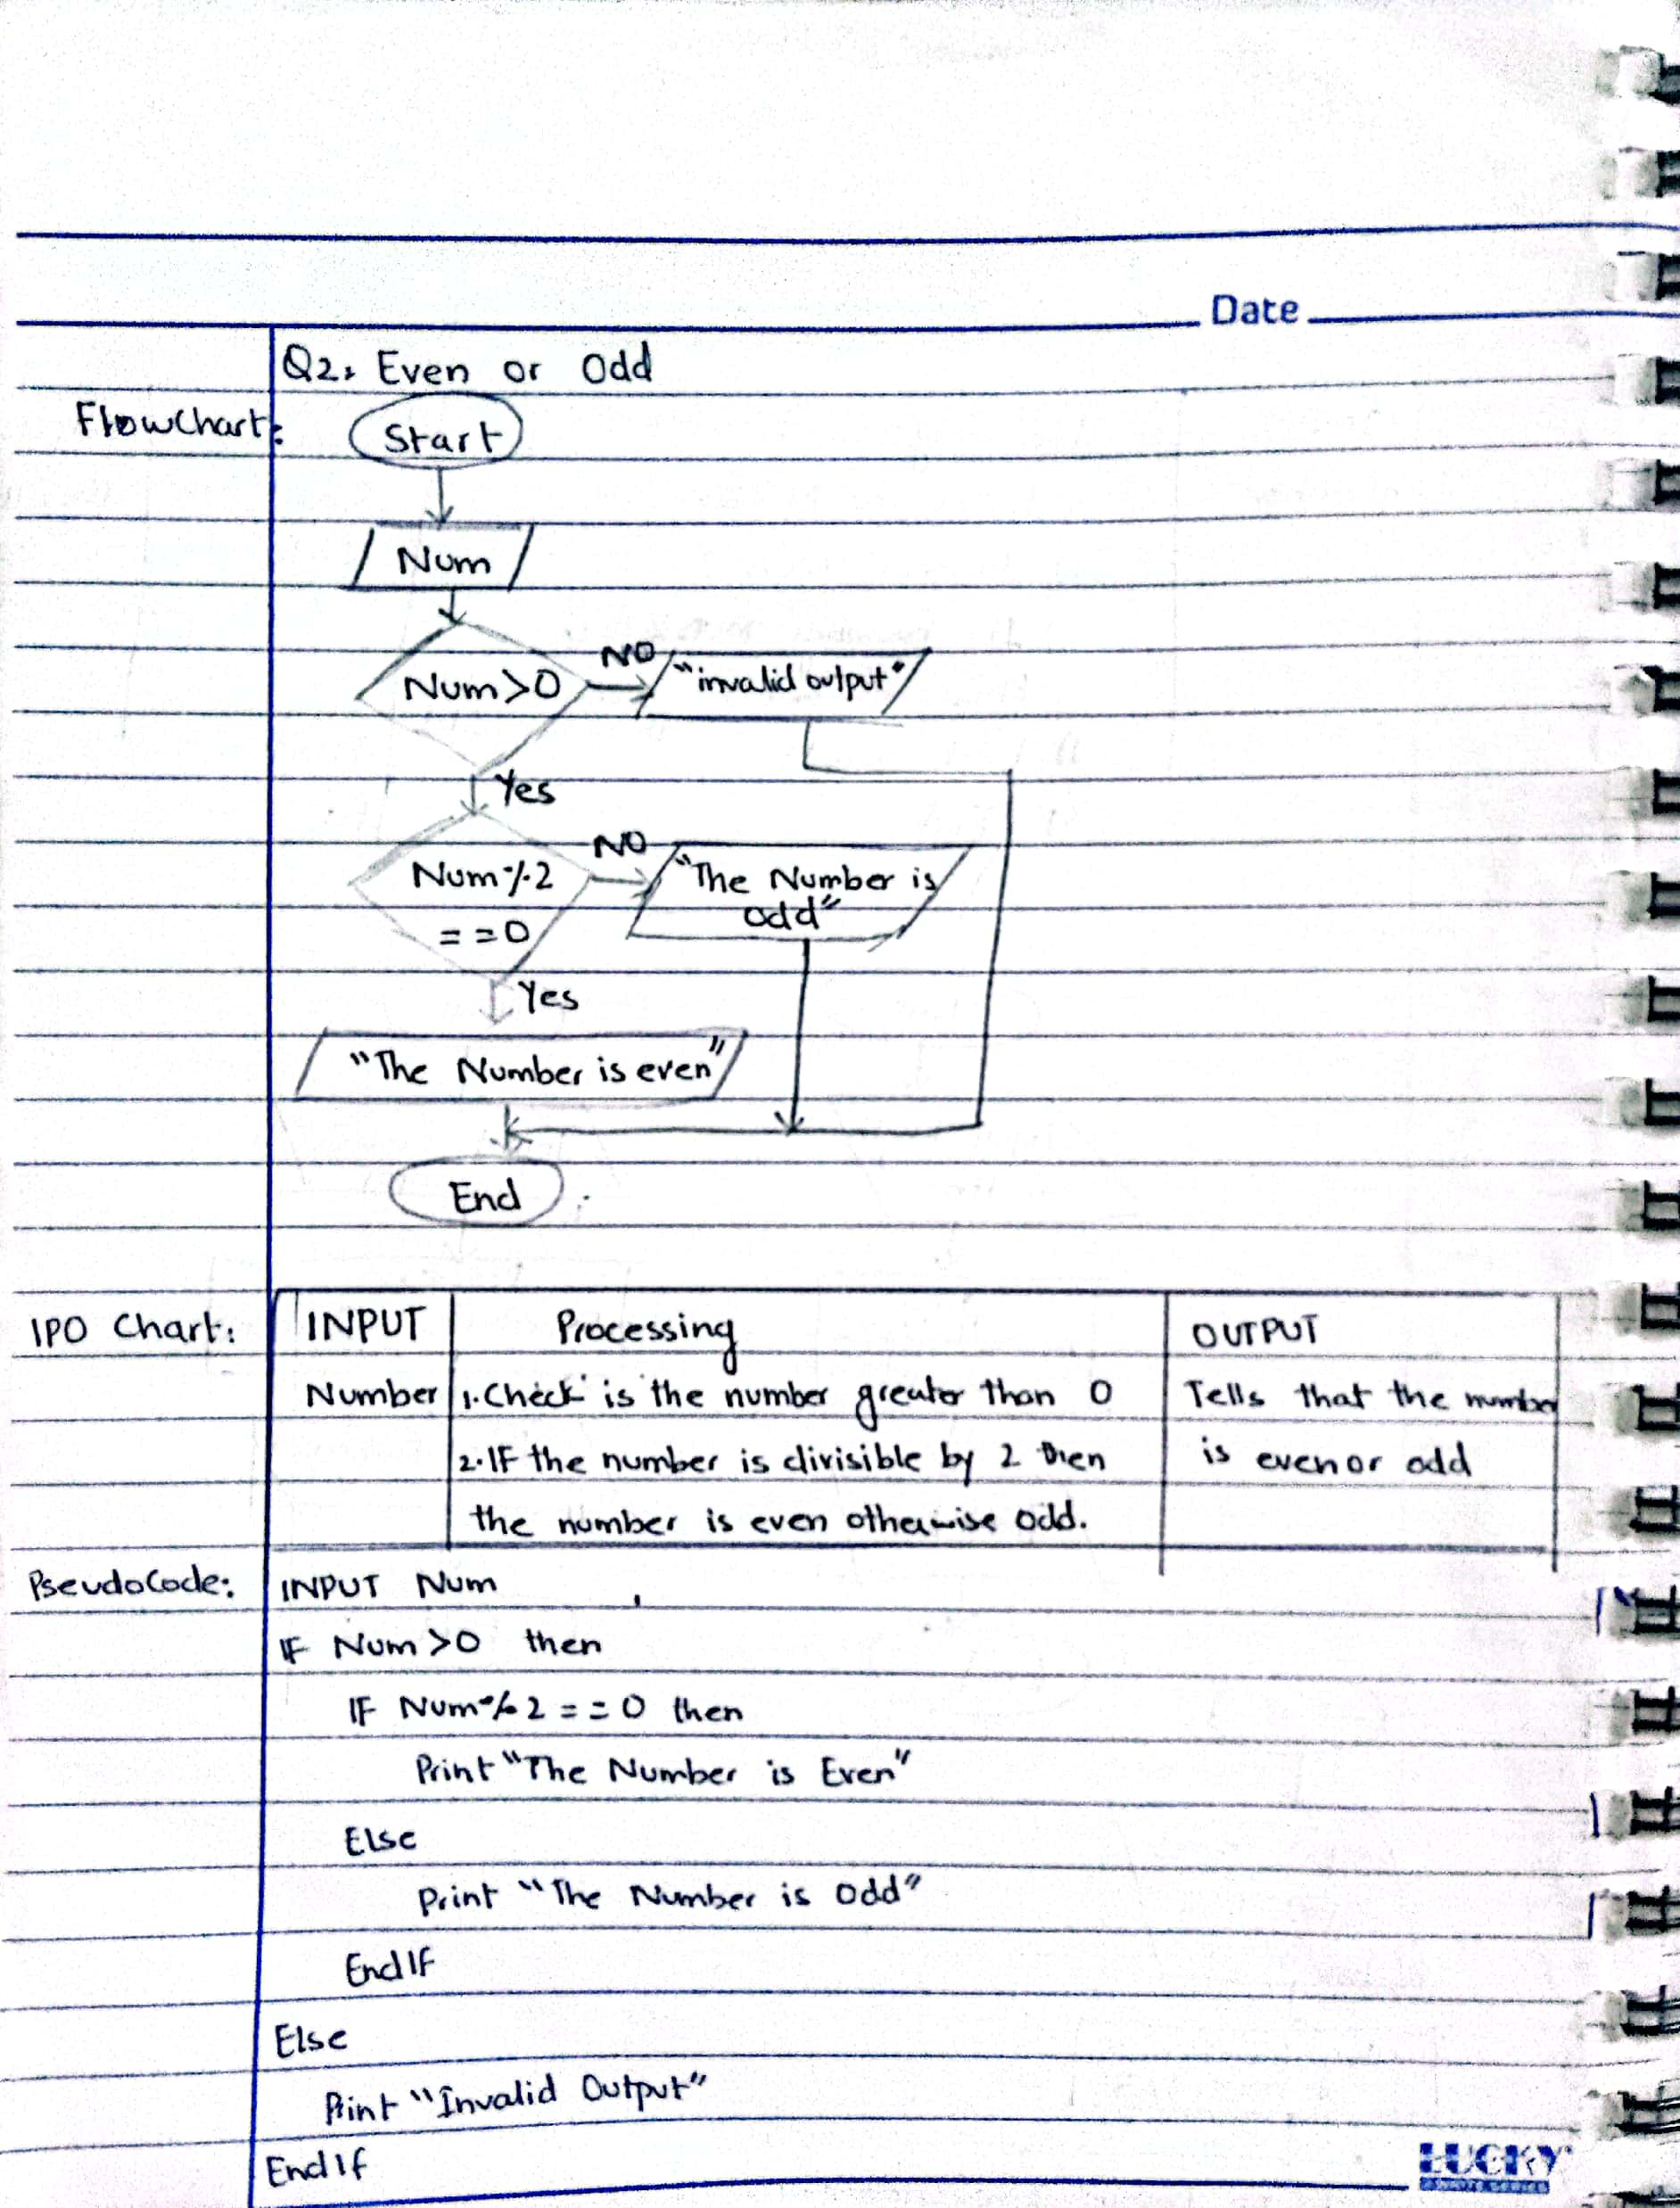 Date
Q2. Even or Odd
FlowChart:
Start
Num
Num>0
NO
"invalid output"
Yes
Num%2
==0
NO
"The Number is
odd"
Yes
"The Number is even"
End
IPO Chart:
INPUT Processing OUTPUT
Number 1. Check is the number greater than 0 Tells that the number
2. IF the number is divisible by 2 then is even or odd
the number is even otherwise odd.
PseudoCode: INPUT Num
IF Num>0 then
IF Num%2==0 then
Print "The Number is Even"
Else
Print "The Number is Odd"
EndIf
Else
Print "Invalid Output"
EndIf
LUCKY